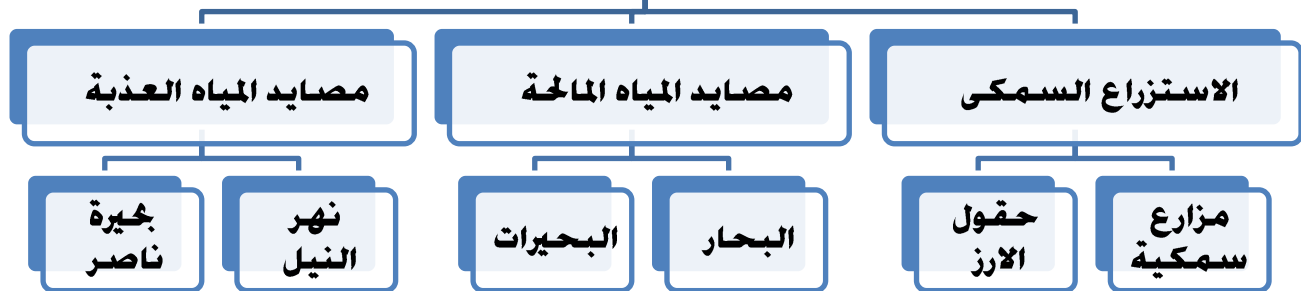 الاستزراع السمكى
مصايد المياه المالحة
مصايد المياه العذبة
مزارع
سمكية
حقول
الارز
البحار
البحيرات
نهر
النيل
بحيرة
ناصر